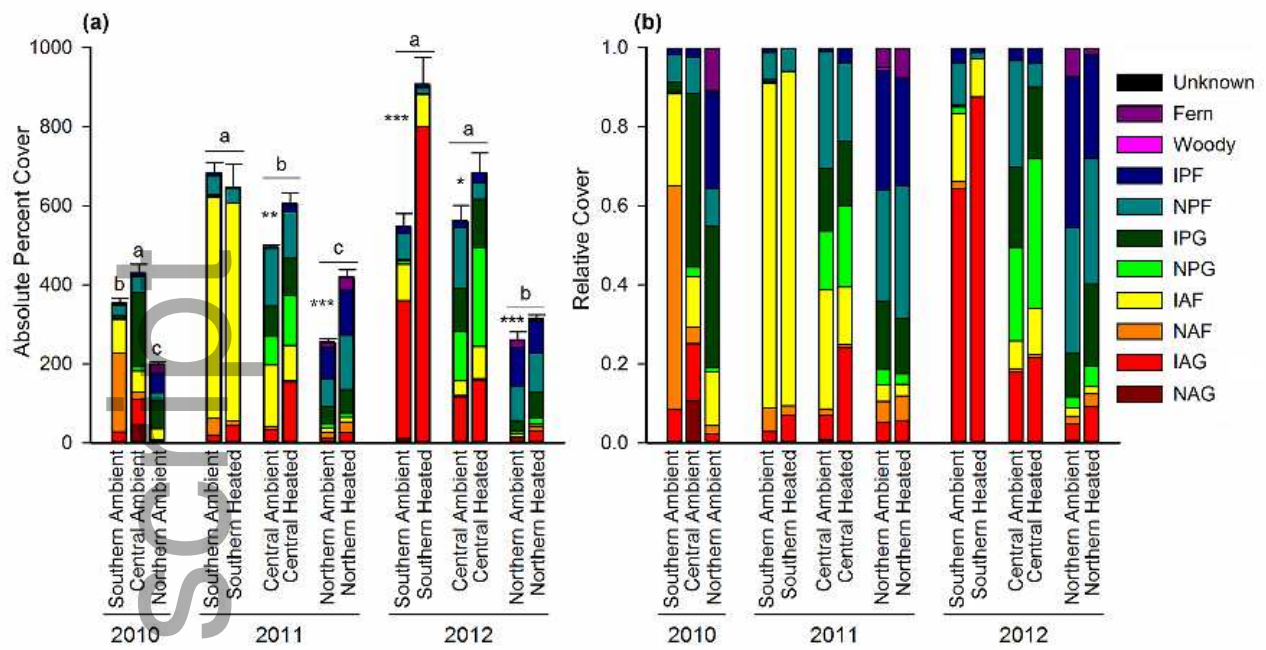 (a)
1000
800
600
400
200
0
Absolute Percent Cover
b
a
c
a
b
**
c
***
a
***
a
*
b
***
Southern Ambient
Central Ambient
Northern Ambient
Southern Ambient
Southern Heated
Central Ambient
Central Heated
Northern Ambient
Northern Heated
Southern Ambient
Southern Heated
Central Ambient
Central Heated
Northern Ambient
Northern Heated
2010
2011
2012
(b)
1.0
0.8
0.6
0.4
0.2
0.0
Relative Cover
Southern Ambient
Central Ambient
Northern Ambient
Southern Ambient
Southern Heated
Central Ambient
Central Heated
Northern Ambient
Northern Heated
Southern Ambient
Southern Heated
Central Ambient
Central Heated
Northern Ambient
Northern Heated
2010
2011
2012
Unknown
Fern
Woody
IPF
NPF
IPG
NPG
IAF
NAF
IAG
NAG
script